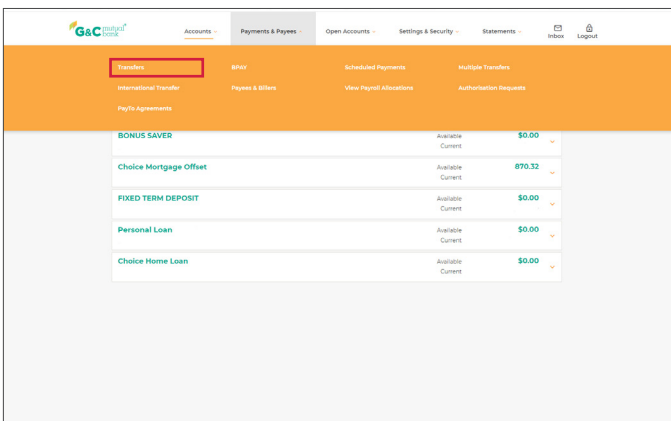 G&C mutual bank
Accounts Payments & Payees Open Accounts Settings & Security Statements Inbox Logout
Transfers BPAY Scheduled Payments Multiple Transfers
International Transfer Payees & Billers View Payroll Allocations Authorisation Requests
PayTo Agreements
BONUS SAVER Available $0.00
Current
Choice Mortgage Offset Available 870.32
Current
FIXED TERM DEPOSIT Available $0.00
Current
Personal Loan Available $0.00
Current
Choice Home Loan Available $0.00
Current